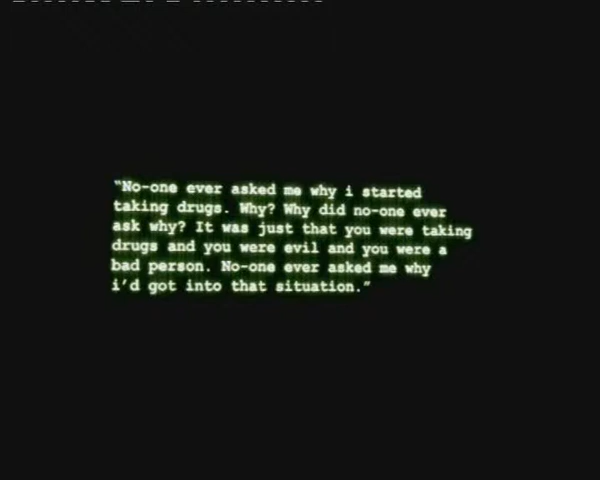 "No-one ever asked me why i started
taking drugs. Why? Why did no-one ever
ask why? It was just that you were taking
drugs and you were evil and you were a
bad person. No-one ever asked me why
i'd got into that situation."